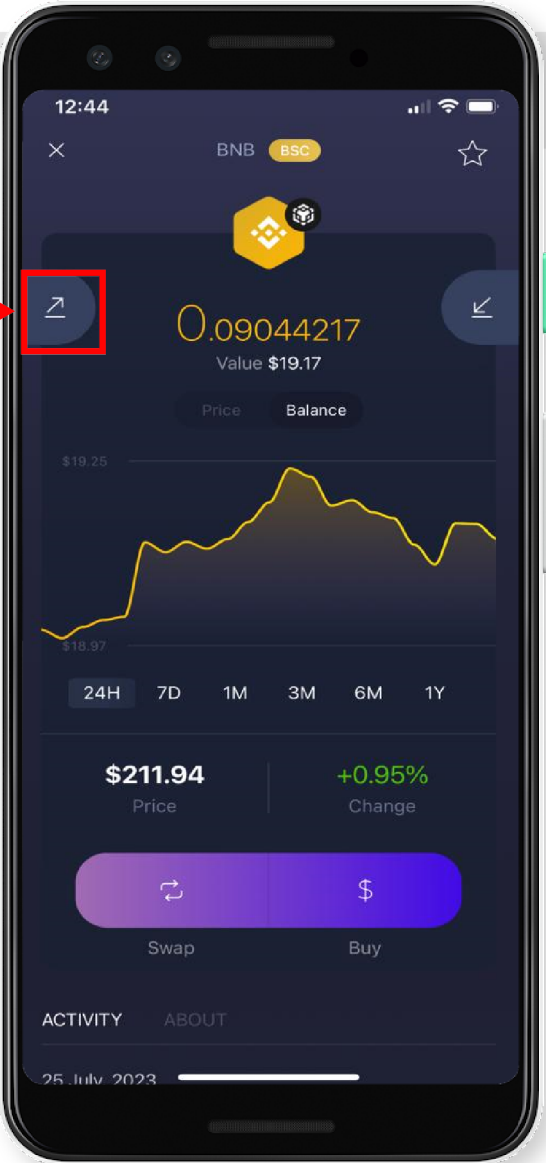 12:44
BNB BSC
0.09044217
Value $19.17
Price Balance
$19.25
$18.97
24H 7D 1M 3M 6M 1Y
$211.94 +0.95%
Price Change
$
Swap Buy
ACTIVITY ABOUT
25 July, 2023